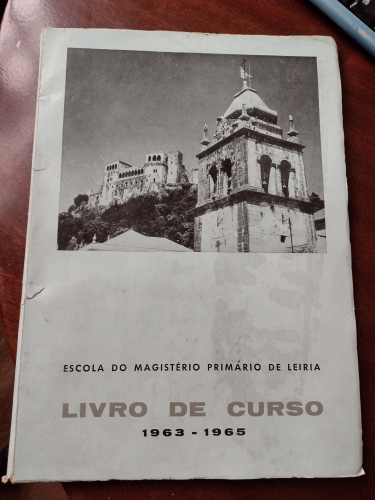 ESCOLA DO MAGISTÉRIO PRIMÁRIO DE LEIRIA
LIVRO DE CURSO
1963 - 1965